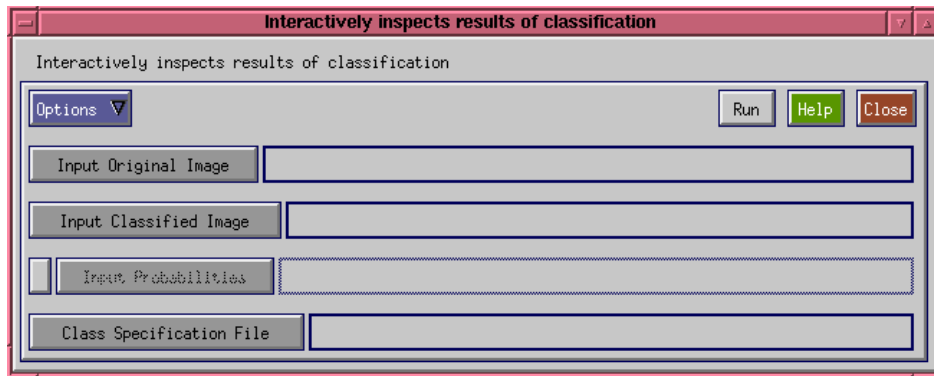 Interactively inspects results of classification
Interactively inspects results of classification
Options Run Help Close
Input Original Image
Input Classified Image
Input Probabilities
Class Specification File